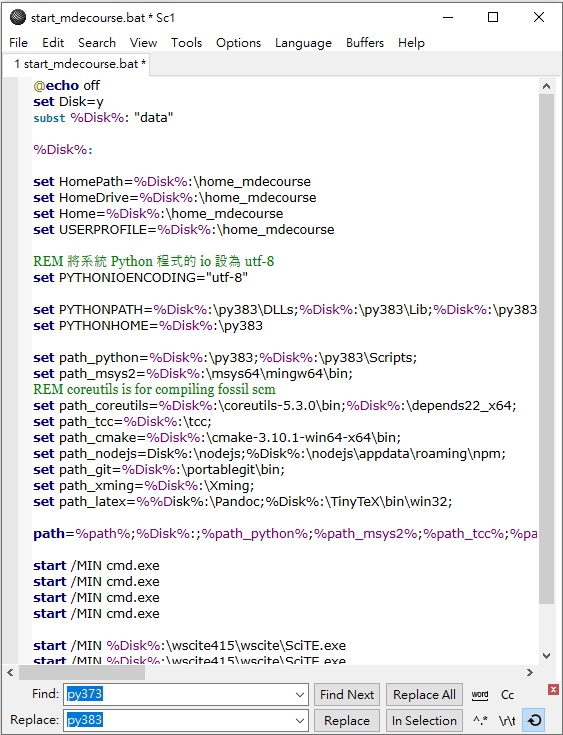 start_mdecourse.bat * Sc1
File Edit Search View Tools Options Language Buffers Help
1 start_mdecourse.bat *
@echo off
set Disk=y
subst %Disk%: "data"
%Disk%:
set HomePath=%Disk%:\home_mdecourse
set HomeDrive=%Disk%:\home_mdecourse
set Home=%Disk%:\home_mdecourse
set USERPROFILE=%Disk%:\home_mdecourse
REM 將系統 Python 程式的 io 設為 utf-8
set PYTHONIOENCODING="utf-8"
set PYTHONPATH=%Disk%:\py383\DLLs;%Disk%:\py383\Lib;%Disk%:\py383
set PYTHONHOME=%Disk%:\py383
set path_python=%Disk%:\py383;%Disk%:\py383\Scripts;
set path_msys2=%Disk%:\msys64\mingw64\bin;
REM coreutils is for compiling fossil scm
set path_coreutils=%Disk%:\coreutils-5.3.0\bin;%Disk%:\depends22_x64;
set path_tcc=%Disk%:\tcc;
set path_cmake=%Disk%:\cmake-3.10.1-win64-x64\bin;
set path_nodejs=Disk%:\nodejs;%Disk%:\nodejs\appdata\roaming\npm;
set path_git=%Disk%:\portablegit\bin;
set path_xming=%Disk%:\Xming;
set path_latex=%%Disk%:\Pandoc;%Disk%:\TinyTeX\bin\win32;
path=%path%;%Disk%:;%path_python%;%path_msys2%;%path_tcc%;%pa
start /MIN cmd.exe
start /MIN cmd.exe
start /MIN cmd.exe
start /MIN cmd.exe
start /MIN %Disk%:\wscite415\wscite\SciTE.exe
start /MIN %Disk%:\wscite415\wscite\SciTE.exe
Find: py373 Find Next Replace All word Cc
Replace: py383 Replace In Selection ^.* \r\t